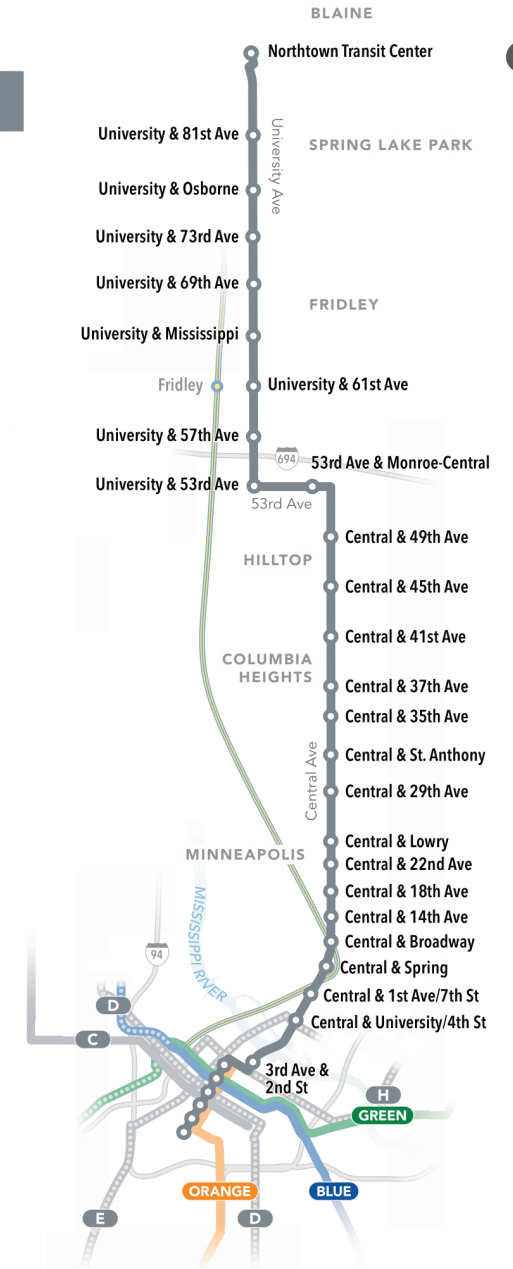 BLAINE
Northtown Transit Center
University & 81st Ave
University Ave
SPRING LAKE PARK
University & Osborne
University & 73rd Ave
University & 69th Ave
FRIDLEY
University & Mississippi
Fridley
University & 61st Ave
University & 57th Ave
694
53rd Ave & Monroe-Central
University & 53rd Ave
53rd Ave
Central & 49th Ave
HILLTOP
Central & 45th Ave
Central & 41st Ave
COLUMBIA
HEIGHTS
Central & 37th Ave
Central & 35th Ave
Central Ave
Central & St. Anthony
Central & 29th Ave
Central & Lowry
MINNEAPOLIS
Central & 22nd Ave
Central & 18th Ave
Central & 14th Ave
MISSISSIPPI RIVER
Central & Broadway
94
Central & Spring
Central & 1st Ave/7th St
D
Central & University/4th St
C
3rd Ave &
2nd St
H
GREEN
ORANGE
BLUE
E
D